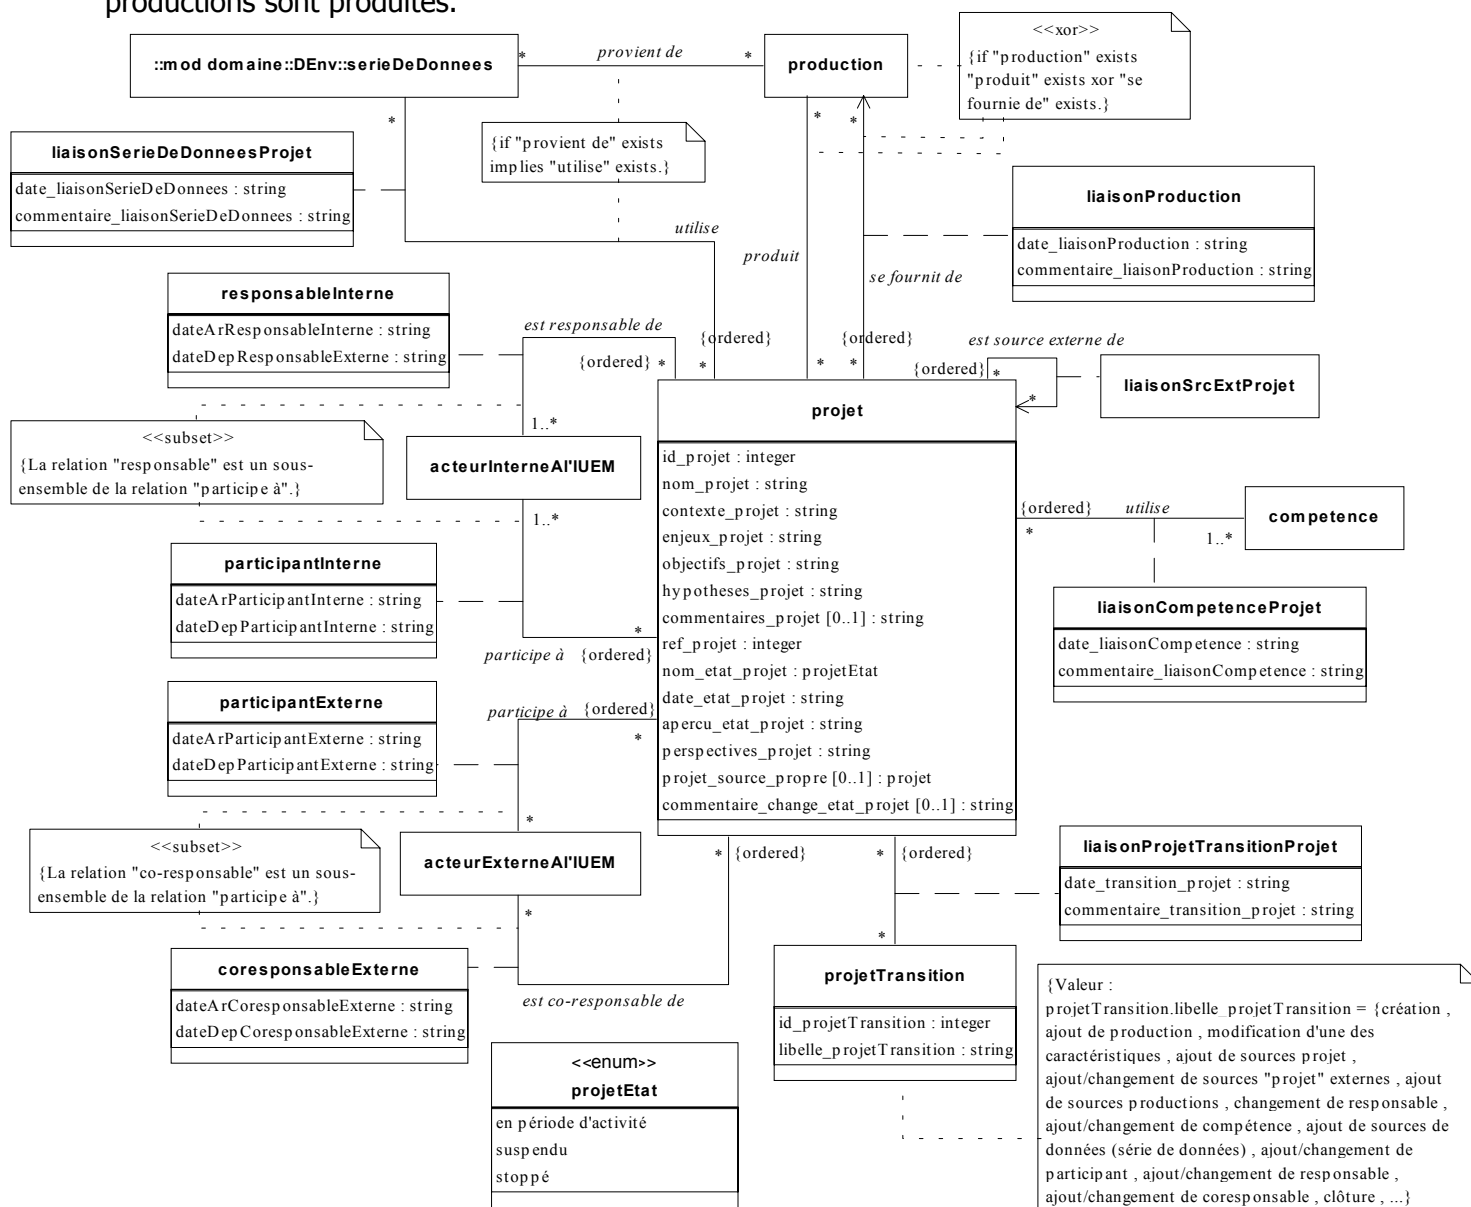 productions sont produites.
<<xor>>
{if "production" exists
"produit" exists xor "se
fournie de" exists.}
::mod domaine::DEnv::serieDeDonnees
*
provient de
*
production
*
*
*
{if "provient de" exists
implies "utilise" exists.}
liaisonSerieDeDonneesProjet
date_liaisonSerieDeDonnees : string
commentaire_liaisonSerieDeDonnees : string
liaisonProduction
date_liaisonProduction : string
commentaire_liaisonProduction : string
utilise
produit
se fournit de
responsableInterne
dateArResponsableInterne : string
dateDepResponsableExterne : string
est responsable de
{ordered} *
{ordered}
*
*
{ordered}
*
est source externe de
{ordered} *
*
liaisonSrcExtProjet
<<subset>>
{La relation "responsable" est un sous-
ensemble de la relation "participe à".}
1..*
acteurInterneAl'IUEM
1..*
projet
id_projet : integer
nom_projet : string
contexte_projet : string
enjeux_projet : string
objectifs_projet : string
hypotheses_projet : string
commentaires_projet [0..1] : string
ref_projet : integer
nom_etat_projet : projetEtat
date_etat_projet : string
apercu_etat_projet : string
perspectives_projet : string
projet_source_propre [0..1] : projet
commentaire_change_etat_projet [0..1] : string
{ordered}
*
utilise
1..*
competence
liaisonCompetenceProjet
date_liaisonCompetence : string
commentaire_liaisonCompetence : string
participantInterne
dateArParticipantInterne : string
dateDepParticipantInterne : string
*
participe à {ordered}
participantExterne
dateArParticipantExterne : string
dateDepParticipantExterne : string
participe à {ordered}
*
*
<<subset>>
{La relation "co-responsable" est un sous-
ensemble de la relation "participe à".}
acteurExterneAl'IUEM
*
* {ordered}
* {ordered}
liaisonProjetTransitionProjet
date_transition_projet : string
commentaire_transition_projet : string
coresponsableExterne
dateArCoresponsableExterne : string
dateDepCoresponsableExterne : string
est co-responsable de
*
projetTransition
id_projetTransition : integer
libelle_projetTransition : string
<<enum>>
projetEtat
en période d'activité
suspendu
stoppé
{Valeur :
projetTransition.libelle_projetTransition = {création ,
ajout de production , modification d'une des
caractéristiques , ajout de sources projet ,
ajout/changement de sources "projet" externes , ajout
de sources productions , changement de responsable ,
ajout/changement de compétence , ajout de sources de
données (série de données) , ajout/changement de
participant , ajout/changement de responsable ,
ajout/changement de coresponsable , clôture , ...}